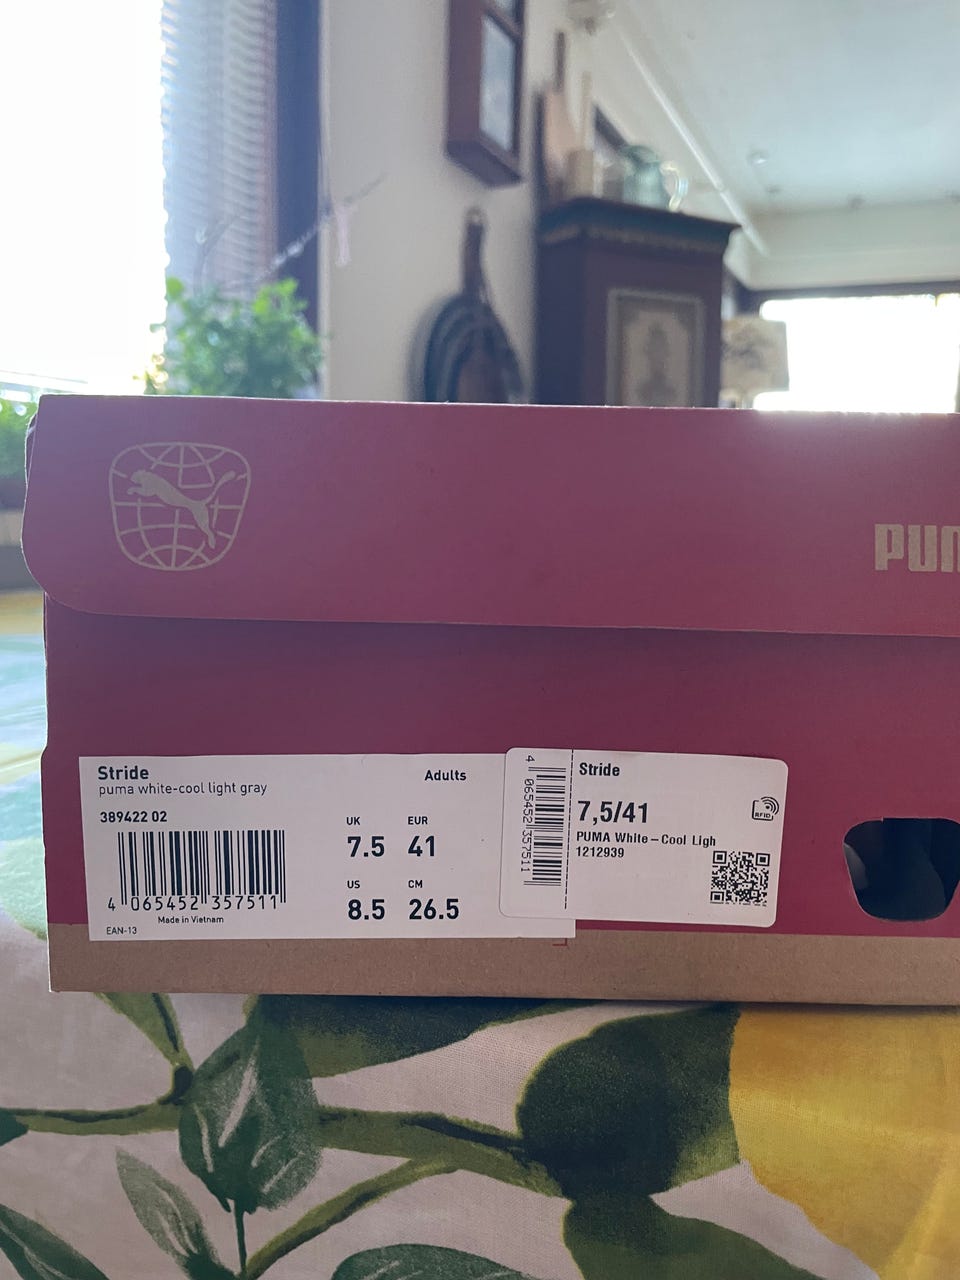 PUM
Stride
puma white-cool light gray
Adults
389422 02
4 065452 357511
Made in Vietnam
EAN-13
UK
EUR
7.5
41
US
CM
8.5
26.5
4 065452 357511
Stride
7,5/41
RFID
PUMA White – Cool Ligh
1212939